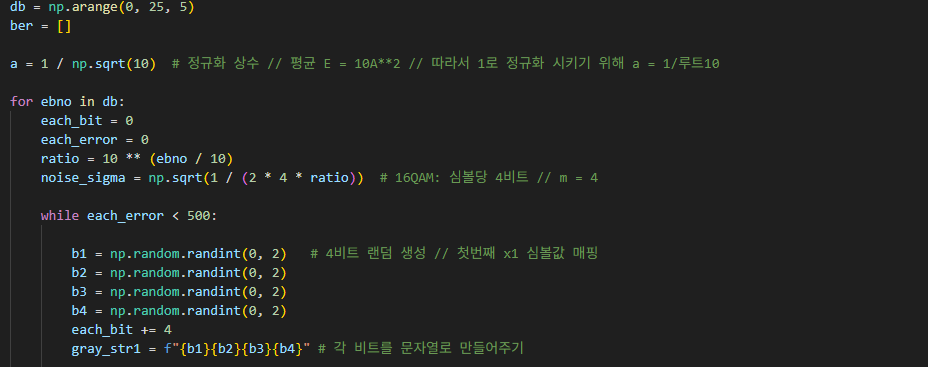 db = np.arange(0, 25, 5)
ber = []
a = 1 / np.sqrt(10)  # 정규화 상수 // 평균 E = 10A**2 // 따라서 1로 정규화 시키기 위해 a = 1/루트10
for ebno in db:
    each_bit = 0
    each_error = 0
    ratio = 10 ** (ebno / 10)
    noise_sigma = np.sqrt(1 / (2 * 4 * ratio))  # 16QAM: 심볼당 4비트 // m = 4
    while each_error < 500:
        b1 = np.random.randint(0, 2)   # 4비트 랜덤 생성 // 첫번째 x1 심볼값 매핑
        b2 = np.random.randint(0, 2)
        b3 = np.random.randint(0, 2)
        b4 = np.random.randint(0, 2)
        each_bit += 4
        gray_str1 = f"{b1}{b2}{b3}{b4}" # 각 비트를 문자열로 만들어주기